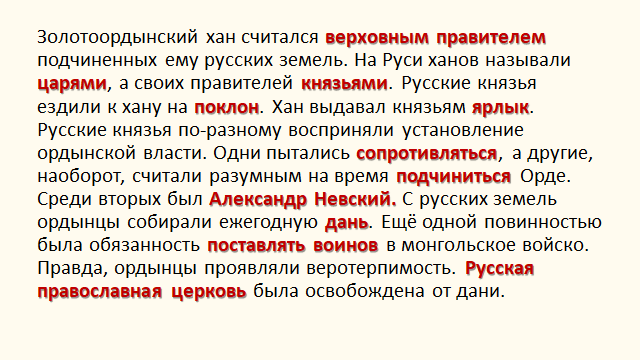 Золотоордынский хан считался верховным правителем
подчиненных ему русских земель. На Руси ханов называли
царями, а своих правителей князьями. Русские князья
ездили к хану на поклон. Хан выдавал князьям ярлык.
Русские князья по-разному восприняли установление
ордынской власти. Одни пытались сопротивляться, а другие,
наоборот, считали разумным на время подчиниться Орде.
Среди вторых был Александр Невский. С русских земель
ордынцы собирали ежегодную дань. Ещё одной повинностью
была обязанность поставлять воинов в монгольское войско.
Правда, ордынцы проявляли веротерпимость. Русская
православная церковь была освобождена от дани.